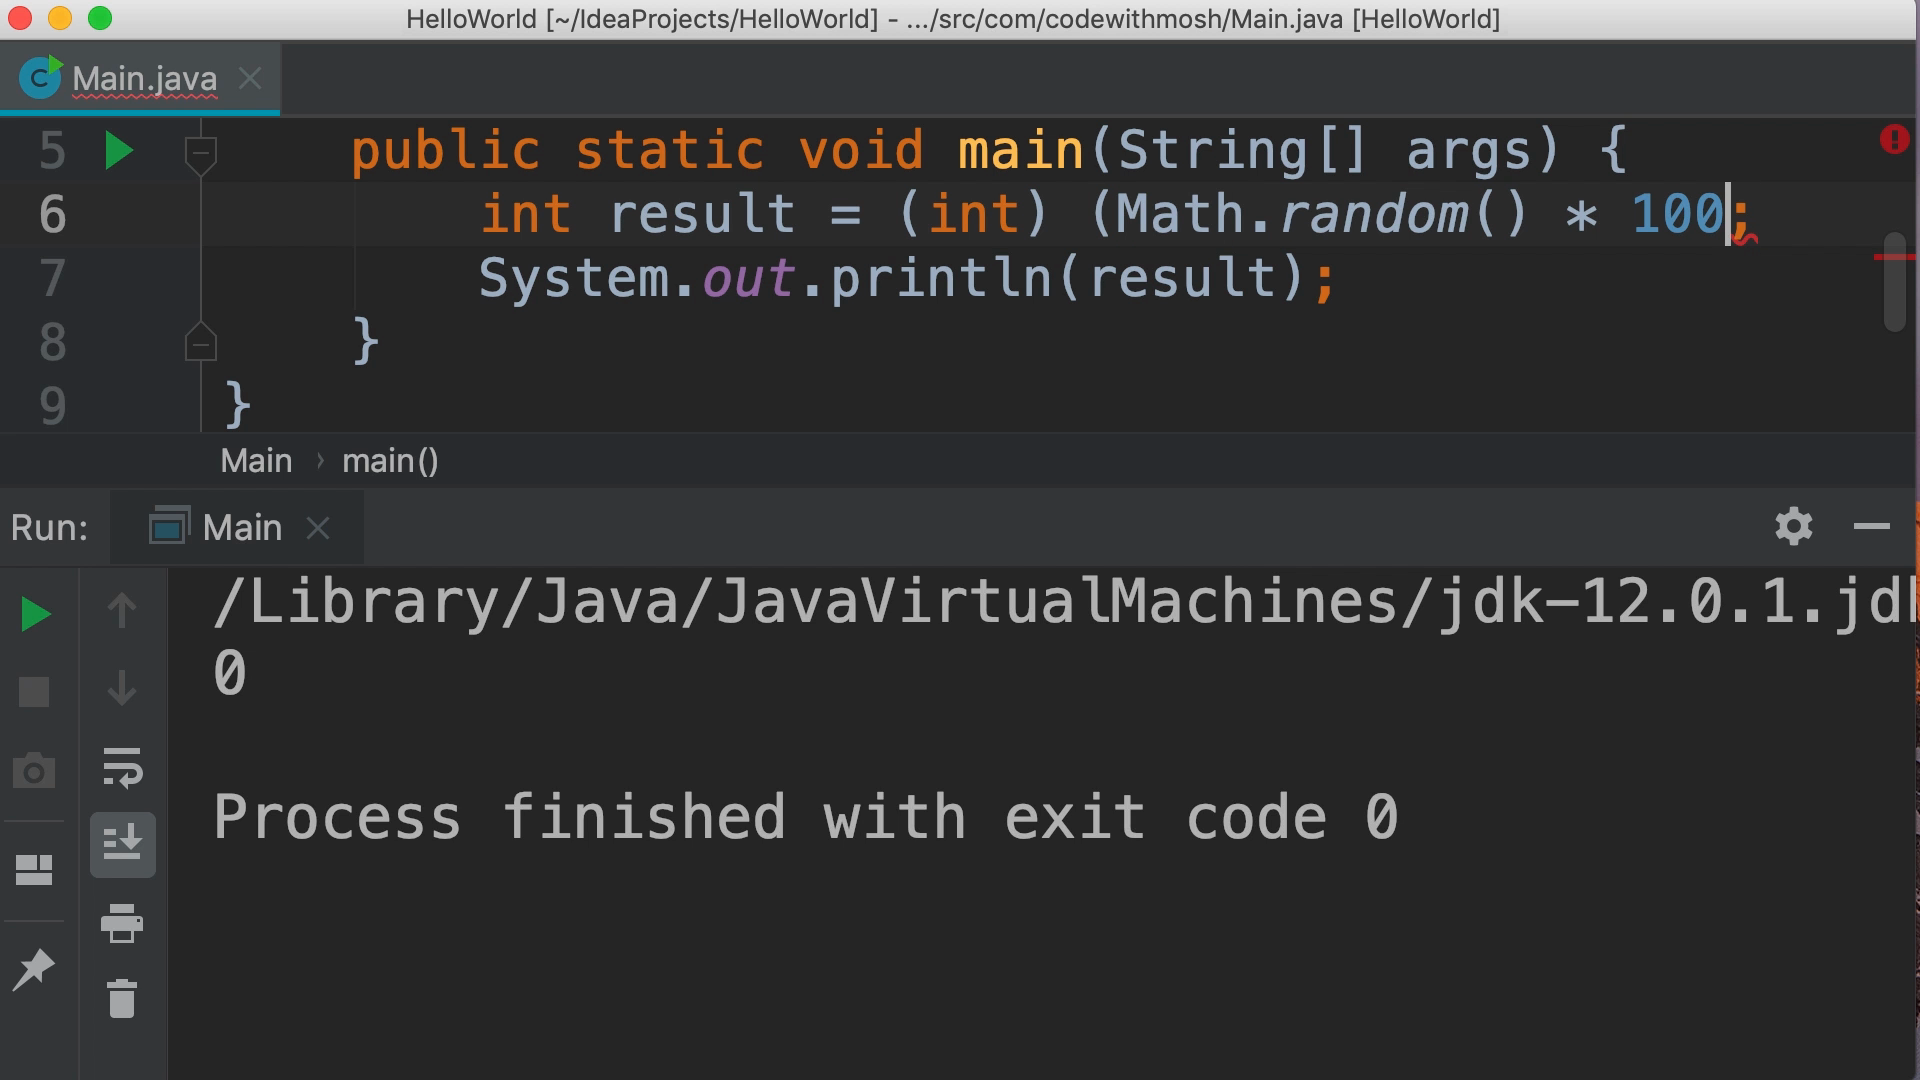 HelloWorld [~/IdeaProjects/HelloWorld] - .../src/com/codewithmosh/Main.java [HelloWorld]
Main.java
5 public static void main(String[] args) {
6 int result = (int) (Math.random() * 100;
7 System.out.println(result);
8 }
9 }
Main › main()
Run: Main
/Library/Java/JavaVirtualMachines/jdk-12.0.1.jdk
0
Process finished with exit code 0